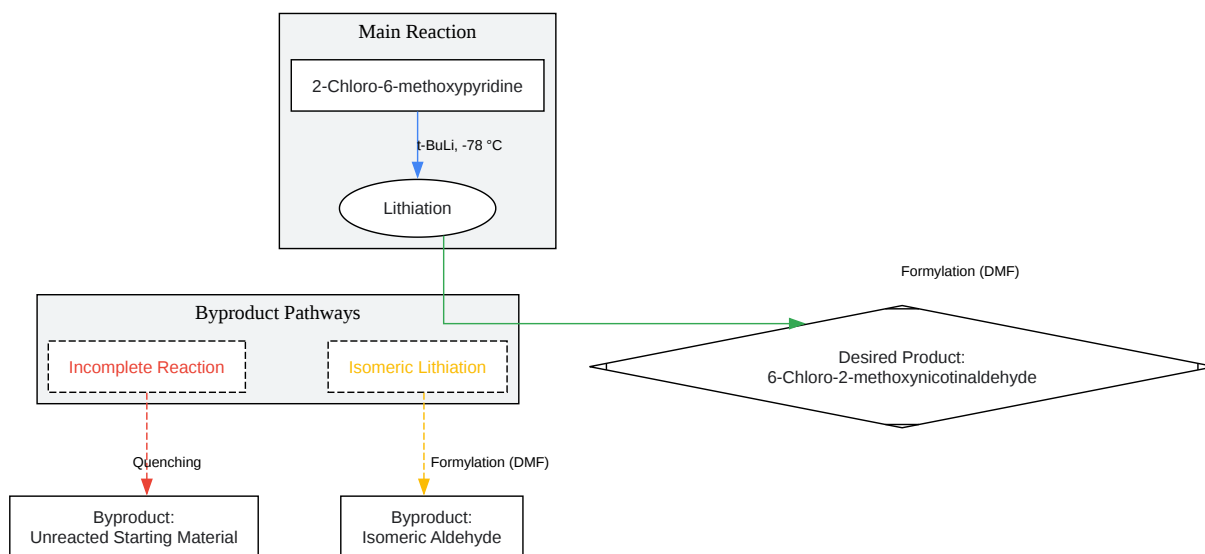 Main Reaction
2-Chloro-6-methoxypyridine
t-BuLi, -78 °C
Lithiation
Formylation (DMF)
Desired Product:
6-Chloro-2-methoxynicotinaldehyde
Byproduct Pathways
Incomplete Reaction
Isomeric Lithiation
Quenching
Formylation (DMF)
Byproduct:
Unreacted Starting Material
Byproduct:
Isomeric Aldehyde